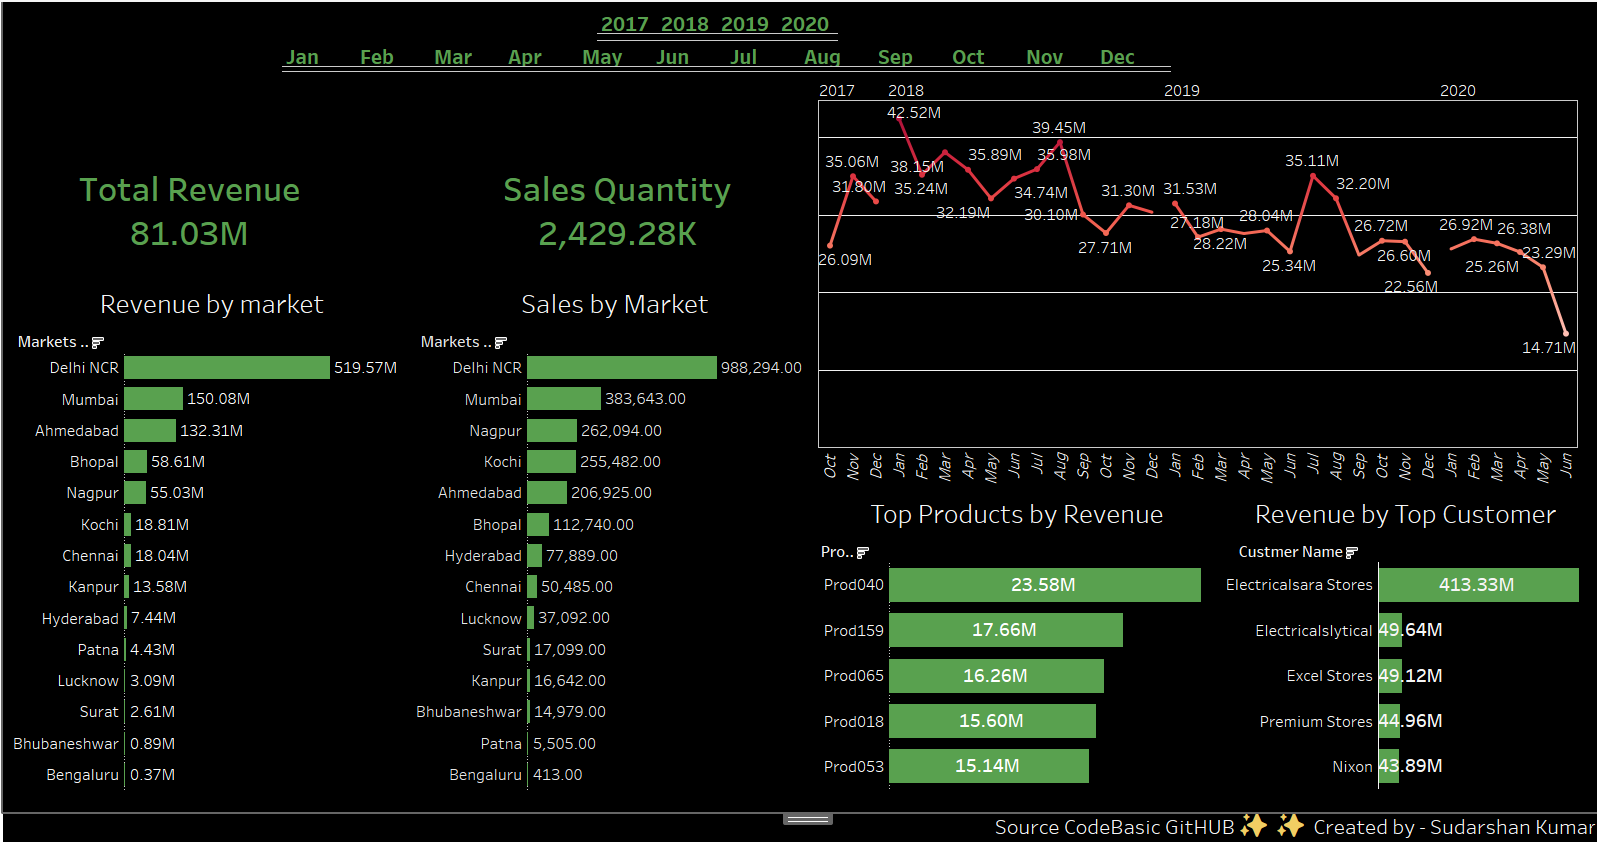 2017 2018 2019 2020
Jan Feb Mar Apr May Jun Jul Aug Sep Oct Nov Dec
Total Revenue
81.03M
Sales Quantity
2,429.28K
Revenue by market
Markets ..
Delhi NCR 519.57M
Mumbai 150.08M
Ahmedabad 132.31M
Bhopal 58.61M
Nagpur 55.03M
Kochi 18.81M
Chennai 18.04M
Kanpur 13.58M
Hyderabad 7.44M
Patna 4.43M
Lucknow 3.09M
Surat 2.61M
Bhubaneshwar 0.89M
Bengaluru 0.37M
Sales by Market
Markets ..
Delhi NCR 988,294.00
Mumbai 383,643.00
Nagpur 262,094.00
Kochi 255,482.00
Ahmedabad 206,925.00
Bhopal 112,740.00
Hyderabad 77,889.00
Chennai 50,485.00
Lucknow 37,092.00
Surat 17,099.00
Kanpur 16,642.00
Bhubaneshwar 14,979.00
Patna 5,505.00
Bengaluru 413.00
2017 2018 2019 2020
42.52M
39.45M
35.06M 38.15M 35.89M 35.98M 35.11M
31.80M 35.24M 34.74M 31.30M 31.53M 32.20M
32.19M 30.10M 27.18M 28.04M 26.72M 26.92M 26.38M
26.09M 27.71M 28.22M 25.34M 26.60M 25.26M 23.29M
22.56M
14.71M
Oct Nov Dec Jan Feb Mar Apr May Jun Jul Aug Sep Oct Nov Dec Jan Feb Mar Apr May Jun Jul Aug Sep Oct Nov Dec Feb Mar Apr May Jun
Top Products by Revenue
Pro..
Prod040 23.58M
Prod159 17.66M
Prod065 16.26M
Prod018 15.60M
Prod053 15.14M
Revenue by Top Customer
Custmer Name
Electricalsara Stores 413.33M
Electricalslytical 49.64M
Excel Stores 49.12M
Premium Stores 44.96M
Nixon 43.89M
Source CodeBasic GitHUB ✨ ✨ Created by - Sudarshan Kumar